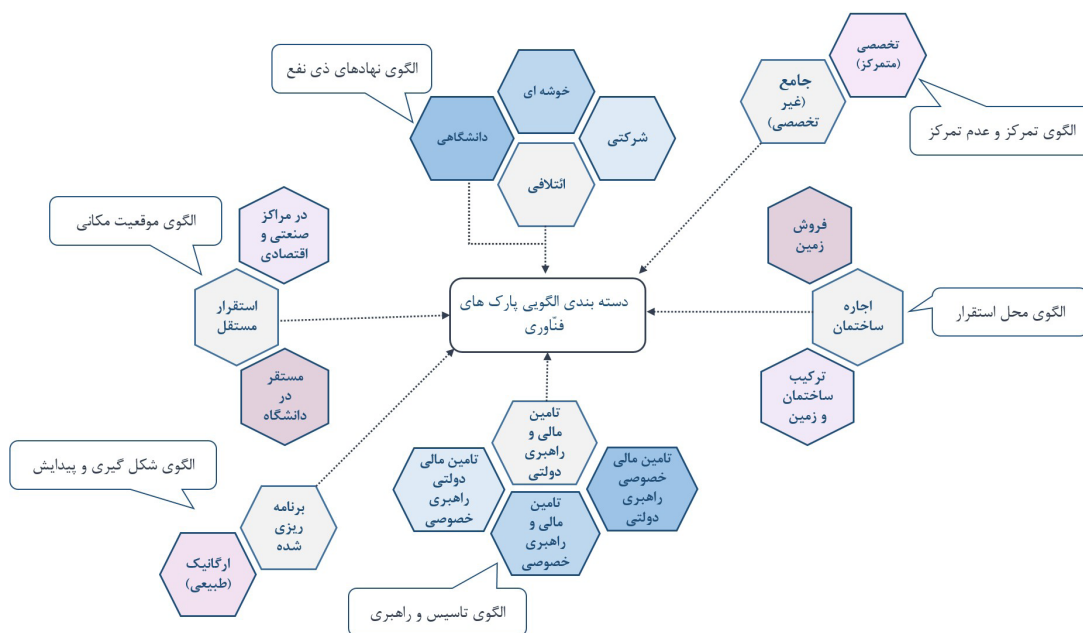 تخصصی
(متمرکز)
جامع
(غیر
تخصصی)
الگوی تمرکز و عدم تمرکز
الگوی نهادهای ذی نفع
خوشه ای
دانشگاهی
شرکتی
ائتلافی
الگوی موقعیت مکانی
در مراکز
صنعتی و
اقتصادی
استقرار
مستقل
مستقر
در
دانشگاه
دسته بندی الگویی پارک های
فنّاوری
فروش
زمین
اجاره
ساختمان
ترکیب
ساختمان
و زمین
الگوی محل استقرار
الگوی شکل گیری و پیدایش
برنامه
ریزی
شده
ارگانیک
(طبیعی)
تامین
مالی و
راهبری
دولتی
تامین مالی
خصوصی
راهبری
دولتی
تامین مالی
دولتی
راهبری
خصوصی
تامین
مالی و
راهبری
خصوصی
الگوی تاسیس و راهبری